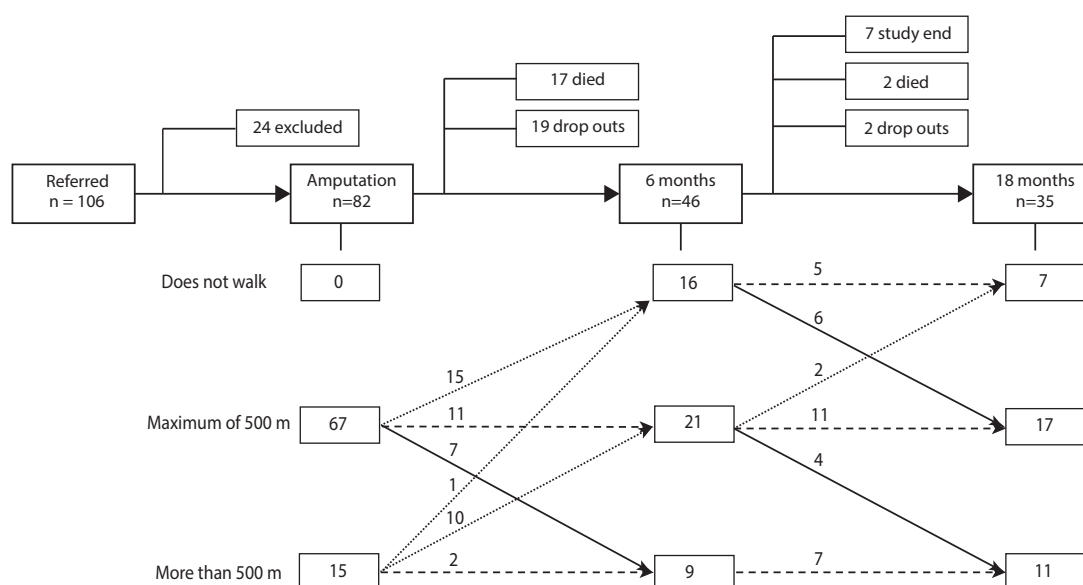 7 study end
17 died
2 died
24 excluded
19 drop outs
2 drop outs
Referred
n = 106
Amputation
n=82
6 months
n=46
18 months
n=35
Does not walk
0
16
5
7
6
15
2
Maximum of 500 m
67
11
21
11
17
7
4
1
10
More than 500 m
15
2
9
7
11